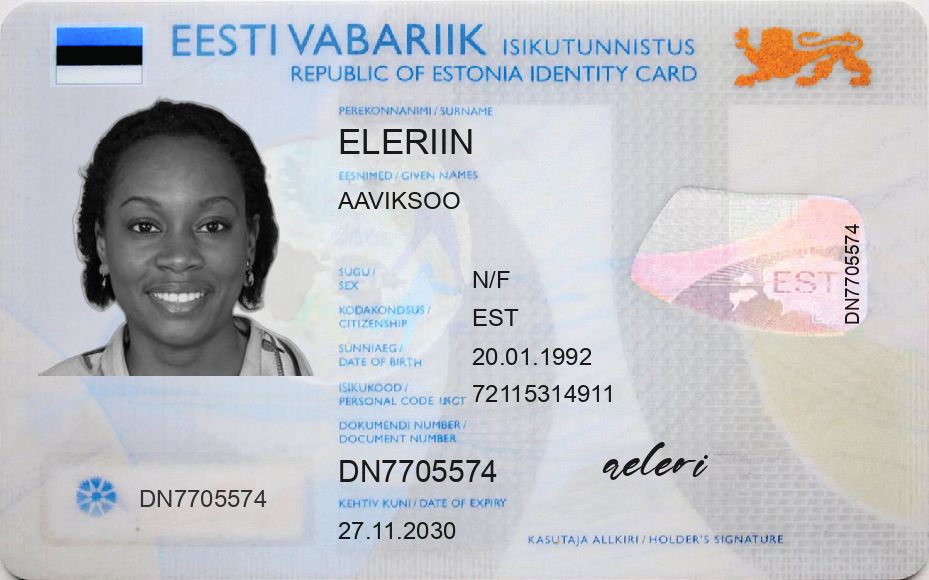 EESTI VABARIIK ISIKUTUNNISTUS
REPUBLIC OF ESTONIA IDENTITY CARD
PEREKONNANIMI / SURNAME
ELERIIN
EESNIMED / GIVEN NAMES
AAVIKSOO
SUGU /
SEX
N/F
KODAKONDSUS /
CITIZENSHIP
EST
SÜNNIAEG /
DATE OF BIRTH
20.01.1992
ISIKUKOOD /
PERSONAL CODE
72115314911
DOKUMENDI NUMBER /
DOCUMENT NUMBER
DN7705574
KEHTIV KUNI / DATE OF EXPIRY
27.11.2030
DN7705574
EST
DN7705574
aeleri
KASUTAJA ALLKIRI / HOLDER'S SIGNATURE